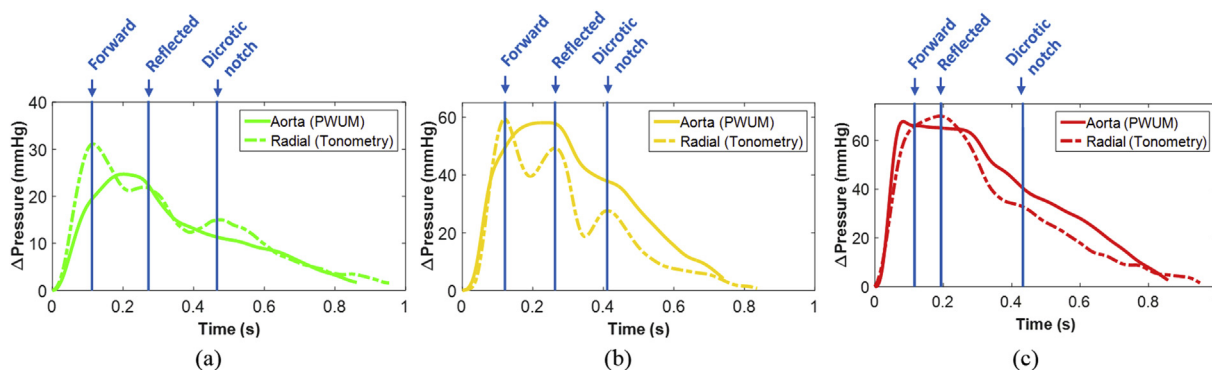 Forward
Reflected
Dicrotic
notch
40
30
20
10
0
ΔPressure (mmHg)
Aorta (PWUM)
Radial (Tonometry)
0
0.2
0.4
0.6
0.8
1
Time (s)
(a)
Forward
Reflected
Dicrotic
notch
60
40
20
0
ΔPressure (mmHg)
Aorta (PWUM)
Radial (Tonometry)
0
0.2
0.4
0.6
0.8
1
Time (s)
(b)
Forward
Reflected
Dicrotic
notch
60
40
20
0
ΔPressure (mmHg)
Aorta (PWUM)
Radial (Tonometry)
0
0.2
0.4
0.6
0.8
Time (s)
(c)